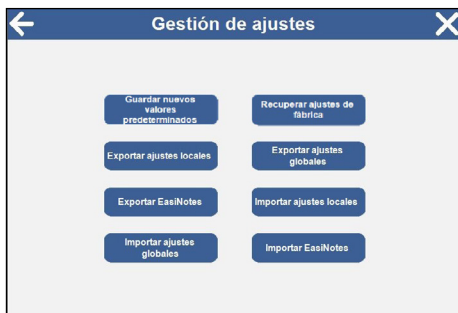 Gestión de ajustes
Guardar nuevos
valores
predeterminados
Recuperar ajustes de
fábrica
Exportar ajustes locales
Exportar ajustes
globales
Exportar EasiNotes
Importar ajustes locales
Importar ajustes
globales
Importar EasiNotes